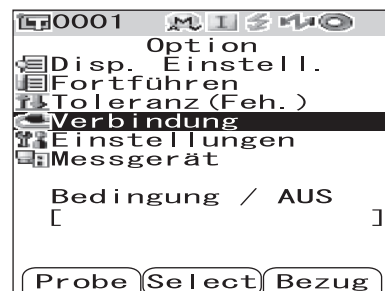 0001 M I
Option
Disp. Einstell.
Fortführen
Toleranz(Feh.)
Verbindung
Einstellungen
Messgerät
Bedingung / AUS
[ ]
Probe Select Bezug